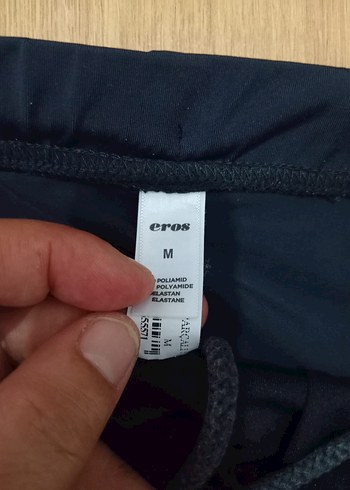 eros
M
POLIAMID
POLYAMIDE
ELASTAN
ELASTANE
M